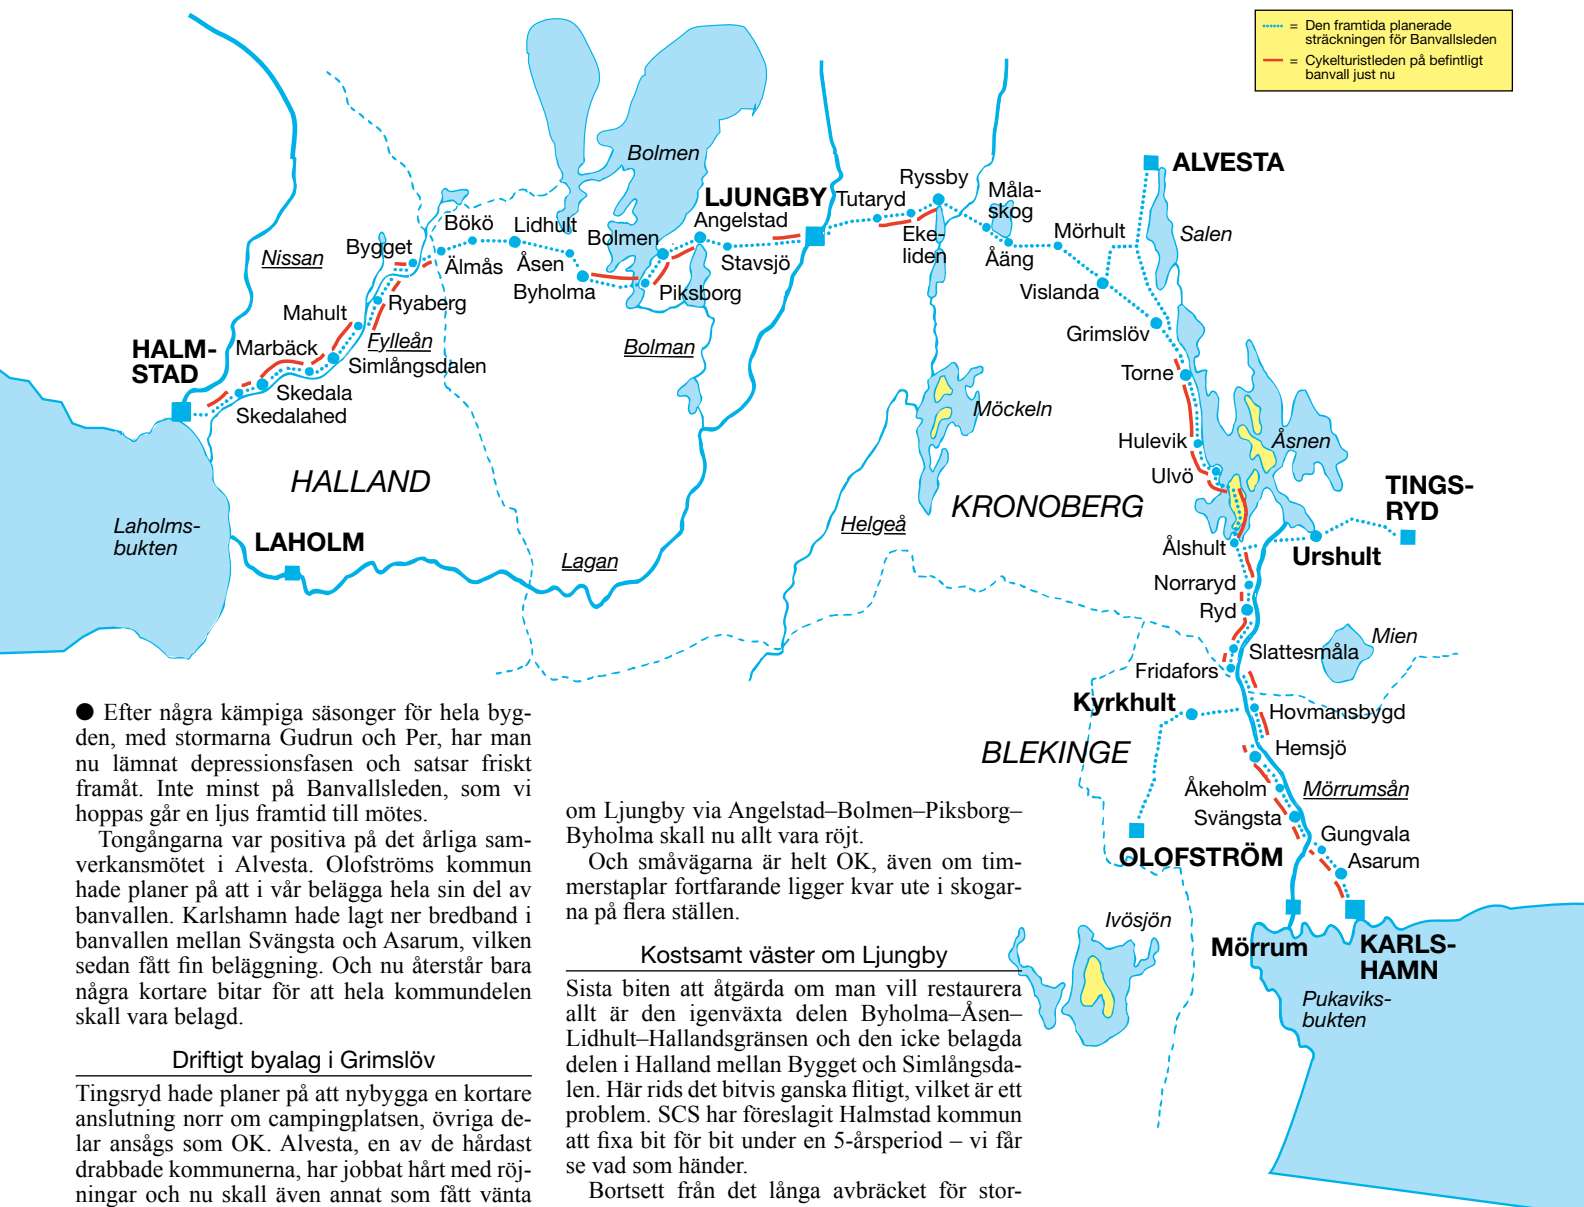 = Den framtida planerade
sträckningen för Banvallsleden
= Cykelturistleden på befintligt
banvall just nu
ALVESTA
Bolmen
Ryssby
LJUNGBY
Tutaryd
Måla-
skog
Angelstad
Bökö
Lidhult
Bolmen
Eke-
liden
Mörhult
Salen
Bygget
Nissan
Älmås
Åsen
Stavsjö
Ååäng
Byholma
Piksborg
Vislanda
Ryaberg
Mahult
Grimslöv
Fylleån
HALM-
STAD
Marbäck
Bolman
Simlångsdalen
Torne
Skedala
Skedalahed
Möckeln
Hulevik
Åsnen
Ulvö
HALLAND
KRONOBERG
TINGS-
RYD
Laholms-
bukten
Helgeå
LAHOLM
Ålshult
Urshult
Lagan
Norraryd
Ryd
Mien
Slattesmåla
Fridafors
Kyrkhult
Hovmansbygd
BLEKINGE
Hemsjö
Åkeholm
Mörrumsån
Svängsta
Gungvala
OLOFSTRÖM
Asarum
Ivösjön
Mörrum
KARLS-
HAMN
Pukaviks-
bukten
● Efter några kämpiga säsonger för hela byg-
den, med stormarna Gudrun och Per, har man
nu lämnat depressionsfasen och satsar friskt
framåt. Inte minst på Banvallsleden, som vi
hoppas går en ljus framtid till mötes.
Tongångarna var positiva på det årliga sam-
verkansmötet i Alvesta. Olofströms kommun
hade planer på att i vår belägga hela sin del av
banvallen. Karlshamn hade lagt ner bredband i
banvallen mellan Svängsta och Asarum, vilken
sedan fått fin beläggning. Och nu återstår bara
några kortare bitar för att hela kommundelen
skall vara belagd.
Driftigt byalag i Grimslöv
Tingsryd hade planer på att nybygga en kortare
anslutning norr om campingplatsen, övriga de-
lar ansågs som OK. Alvesta, en av de hårdast
drabbade kommunerna, har jobbat hårt med röj-
ningar och nu skall även annat som fått vänta
om Ljungby via Angelstad–Bolmen–Piksborg–
Byholma skall nu allt vara röjt.
Och småvägarna är helt OK, även om tim-
merstaplar fortfarande ligger kvar ute i skogar-
na på flera ställen.
Kostsamt väster om Ljungby
Sista biten att åtgärda om man vill restaurera
allt är den igenväxta delen Byholma–Åsen–
Lidhult–Hallandsgränsen och den icke belagda
delen i Halland mellan Bygget och Simlångsda-
len. Här rids det bitvis ganska flitigt, vilket är ett
problem. SCS har föreslagit Halmstad kommun
att fixa bit för bit under en 5-årsperiod – vi får
se vad som händer.
Bortsett från det långa avbräcket för stor-